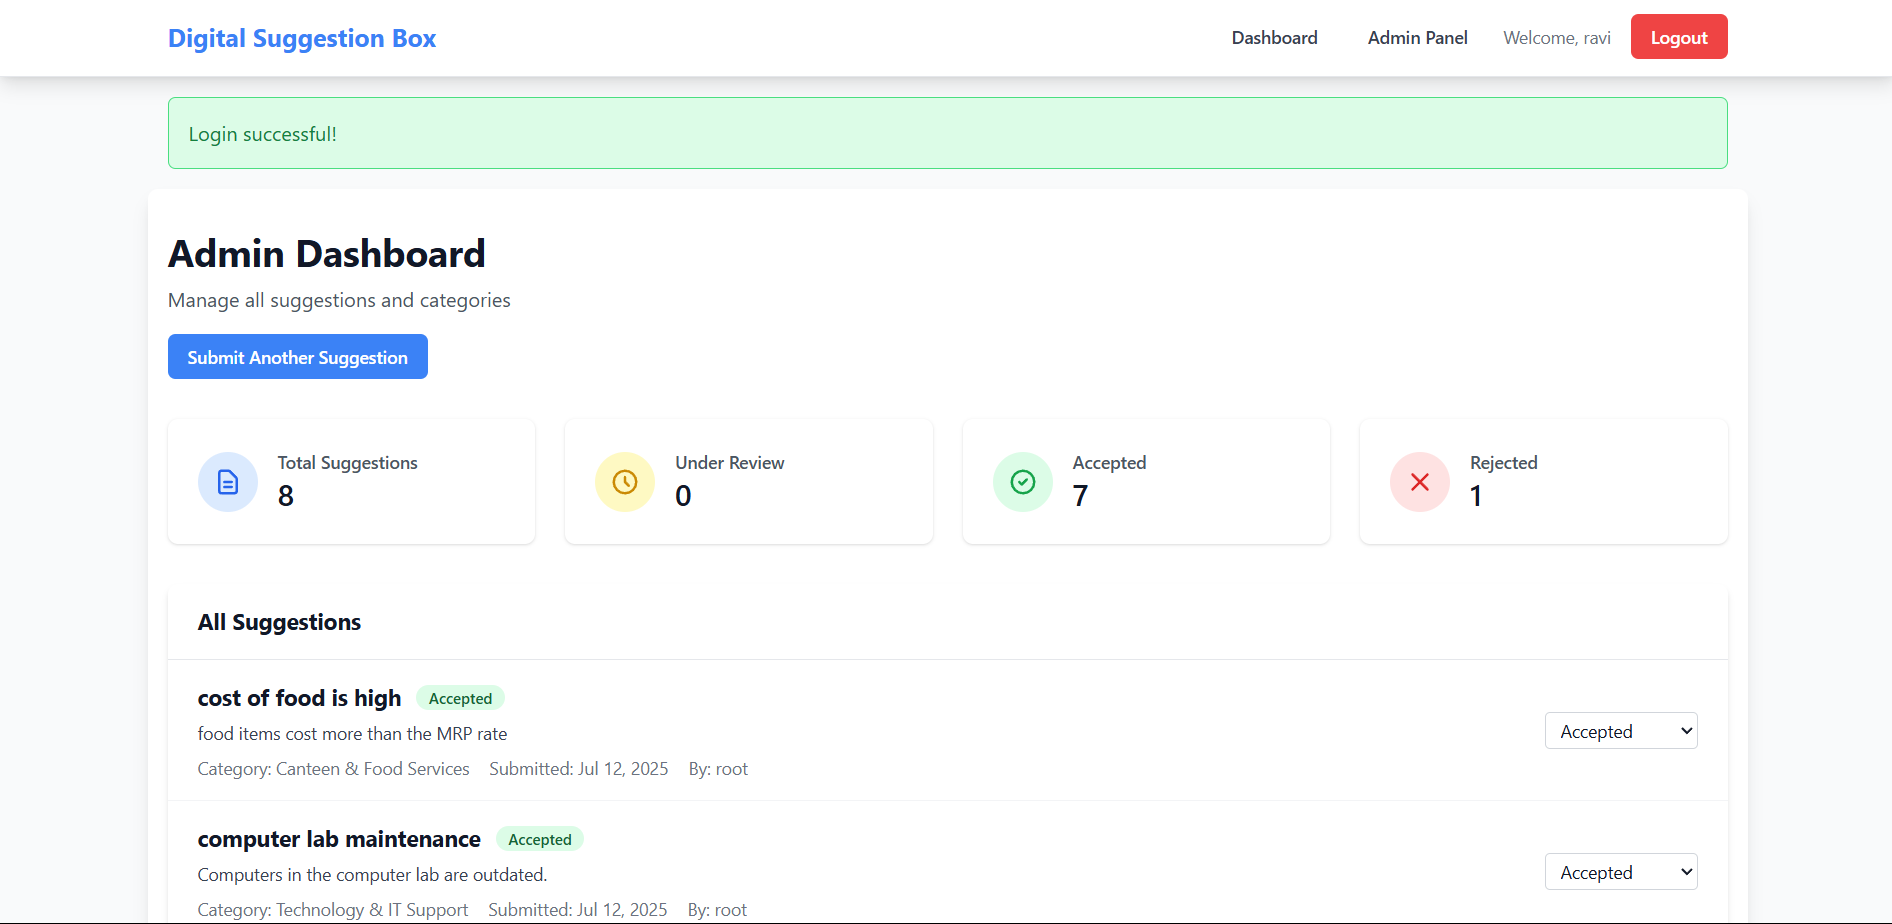 Digital Suggestion Box
Dashboard Admin Panel Welcome, ravi Logout
Login successful!
Admin Dashboard
Manage all suggestions and categories
Submit Another Suggestion
Total Suggestions
8
Under Review
0
Accepted
7
Rejected
1
All Suggestions
cost of food is high Accepted
food items cost more than the MRP rate
Accepted
Category: Canteen & Food Services Submitted: Jul 12, 2025 By: root
computer lab maintenance Accepted
Computers in the computer lab are outdated.
Accepted
Category: Technology & IT Support Submitted: Jul 12, 2025 By: root